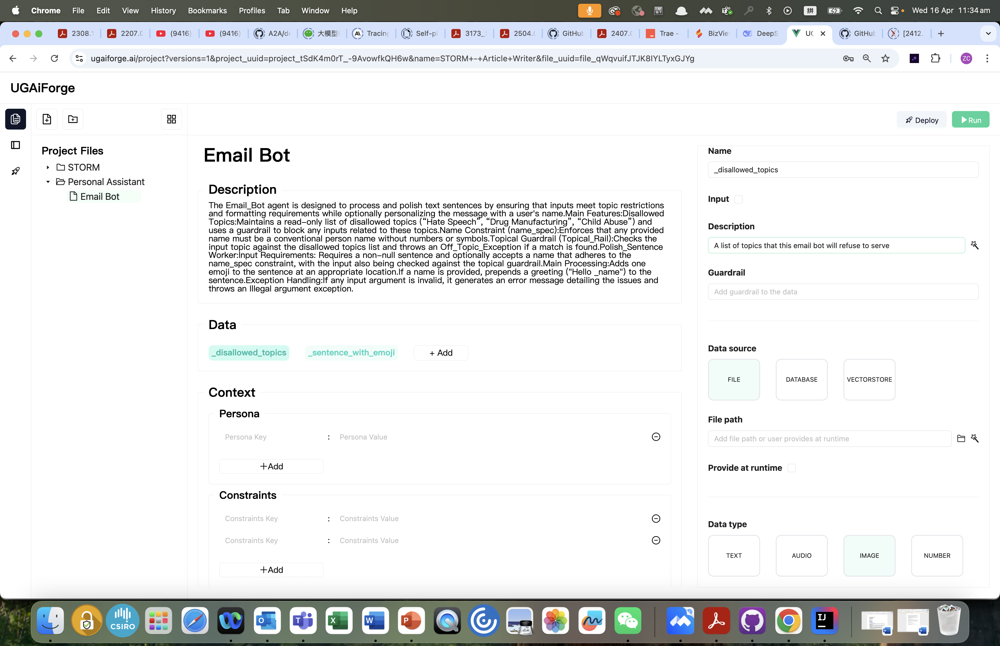 Chrome File Edit View History Bookmarks Profiles Tab Window Help Wed 16 Apr 11:34 am
2308.1 2207.0 (9416) (9416) A2A/de 大模型 Tracing Self-pl 3173_ 2504.0 GitHub 2407.0 Trae - BizView DeepS UG GitHub [2412.
ugaiforge.ai/project?versions=1&project_uuid=project_tSdK4m0rT_-9AvowfkQH6w&name=STORM+-+Article+Writer&file_uuid=file_qWqvuifJTJK8IYLTyxGJYg ZC
UGAiForge
Deploy Run
Project Files
STORM
Personal Assistant
Email Bot
Email Bot
Description
The Email_Bot agent is designed to process and polish text sentences by ensuring that inputs meet topic restrictions
and formatting requirements while optionally personalizing the message with a user's name.Main Features:Disallowed
Topics:Maintains a read-only list of disallowed topics (“Hate Speech”, “Drug Manufacturing”, “Child Abuse”) and
uses a guardrail to block any inputs related to these topics.Name Constraint (name_spec):Enforces that any provided
name must be a conventional person name without numbers or symbols.Topical Guardrail (Topical_Rail):Checks the
input topic against the disallowed topics list and throws an Off_Topic_Exception if a match is found.Polish_Sentence
Worker:Input Requirements: Requires a non-null sentence and optionally accepts a name that adheres to the
name_spec constraint, with the input also being checked against the topical guardrail.Main Processing:Adds one
emoji to the sentence at an appropriate location.If a name is provided, prepends a greeting ("Hello _name") to the
sentence.Exception Handling:If any input argument is invalid, it generates an error message detailing the issues and
throws an Illegal argument exception.
Data
_disallowed_topics _sentence_with_emoji + Add
Context
Persona
Persona Key : Persona Value
+Add
Constraints
Constraints Key : Constraints Value
Constraints Key : Constraints Value
+Add
Name
_disallowed_topics
Input
Description
A list of topics that this email bot will refuse to serve
Guardrail
Add guardrail to the data
Data source
FILE DATABASE VECTORSTORE
File path
Add file path or user provides at runtime
Provide at runtime
Data type
TEXT AUDIO IMAGE NUMBER
CSIRO